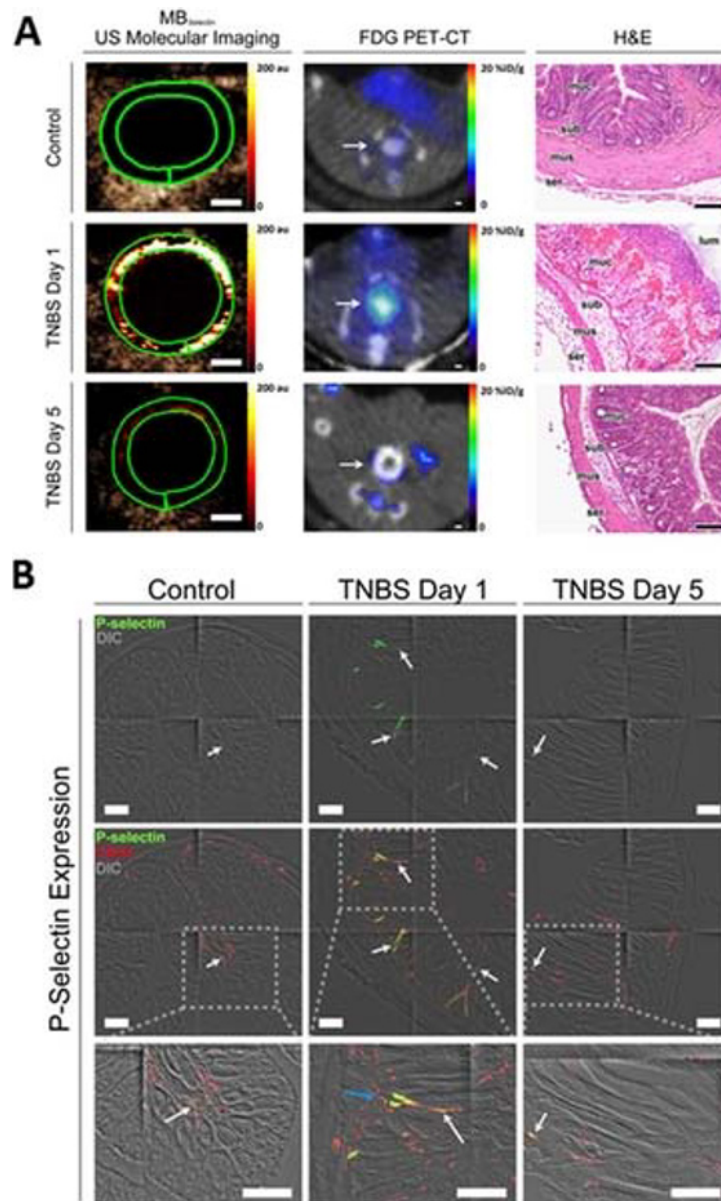 A
MB Selectin
US Molecular Imaging
FDG PET-CT
H&E
Control
200 au
0
20 %ID/g
0
muc
sub
mus
ser
TNBS Day 1
200 au
0
20 %ID/g
0
lum
muc
sub
mus
ser
TNBS Day 5
200 au
0
20 %ID/g
0
muc
sub
mus
ser
B
Control
TNBS Day 1
TNBS Day 5
P-Selectin Expression
P-selectin
DIC
P-selectin
DIC